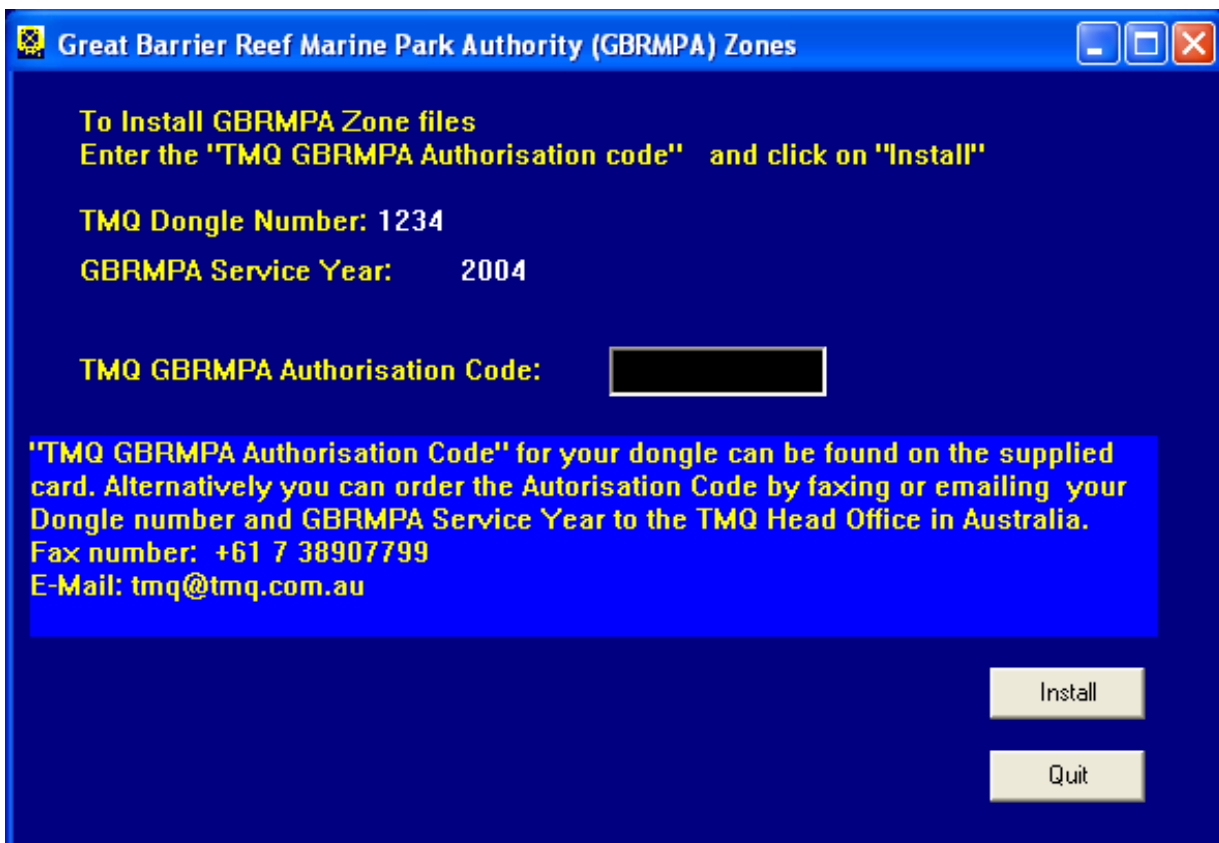 Great Barrier Reef Marine Park Authority (GBRMPA) Zones
To Install GBRMPA Zone files
Enter the "TMQ GBRMPA Authorisation code" and click on "Install"
TMQ Dongle Number: 1234
GBRMPA Service Year: 2004
TMQ GBRMPA Authorisation Code:
"TMQ GBRMPA Authorisation Code" for your dongle can be found on the supplied
card. Alternatively you can order the Autorisation Code by faxing or emailing your
Dongle number and GBRMPA Service Year to the TMQ Head Office in Australia.
Fax number: +61 7 38907799
E-Mail: tmq@tmq.com.au
Install
Quit